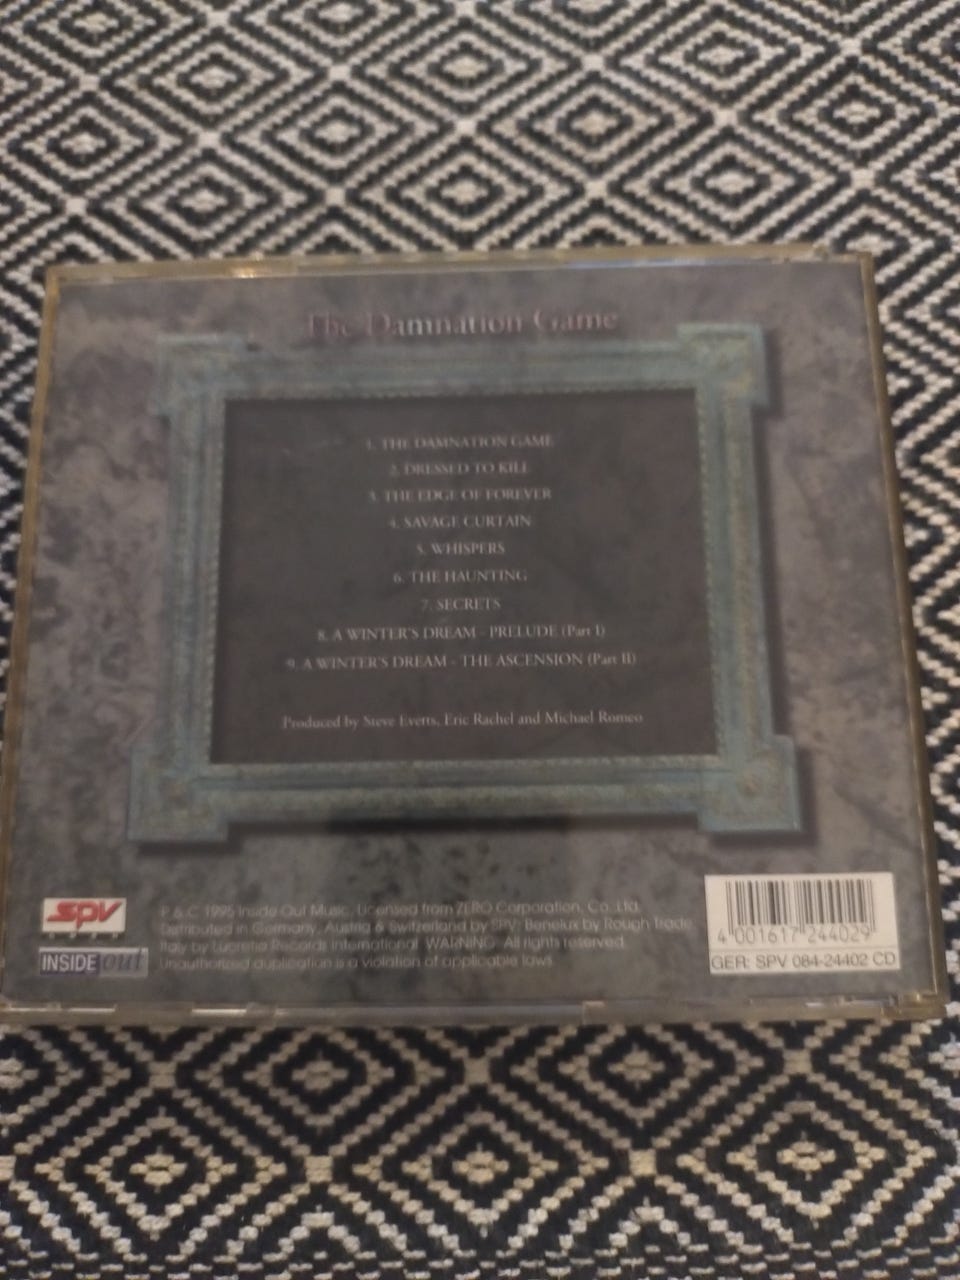 The Damnation Game
1. THE DAMNATION GAME
2. DRESSED TO KILL
3. THE EDGE OF FOREVER
4. SAVAGE CURTAIN
5. WHISPERS
6. THE HAUNTING
7. SECRETS
8. A WINTER'S DREAM - PRELUDE (Part I)
9. A WINTER'S DREAM - THE ASCENSION (Part II)
Produced by Steve Evetts, Eric Rachel and Michael Romeo
SPV
INSIDE out
P & C 1995 Inside Out Music, Licensed from ZERO Corporation, Co., Ltd.
Distributed in Germany, Austria & Switzerland by SPV; Benelux by Rough Trade,
Italy by Lucretia Records International. WARNING: All rights reserved.
Unauthorized duplication is a violation of applicable laws.
4 001617 244029
GER: SPV 084-24402 CD